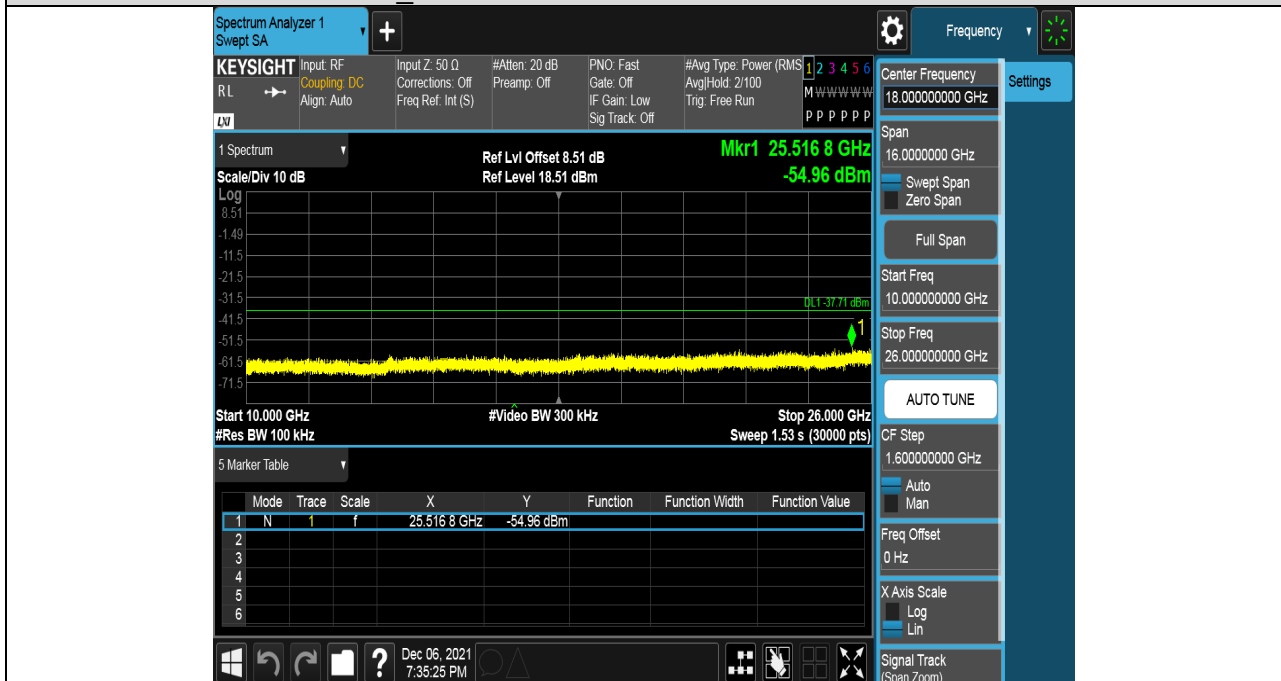 Spectrum Analyzer 1
Swept SA
+
Frequency
KEYSIGHT
RL
LXI
Input: RF
Coupling: DC
Align: Auto
Input Z: 50 Ω
Corrections: Off
Freq Ref: Int (S)
#Atten: 20 dB
Preamp: Off
PNO: Fast
Gate: Off
IF Gain: Low
Sig Track: Off
#Avg Type: Power (RMS
Avg|Hold: 2/100
Trig: Free Run
1 2 3 4 5 6
M W W W W W
P P P P P P
Center Frequency
18.000000000 GHz
Settings
Span
16.0000000 GHz
Swept Span
Zero Span
Full Span
Start Freq
10.000000000 GHz
Stop Freq
26.000000000 GHz
AUTO TUNE
CF Step
1.600000000 GHz
Auto
Man
Freq Offset
0 Hz
X Axis Scale
Log
Lin
Signal Track
(Span Zoom)
1 Spectrum
Scale/Div 10 dB
Ref Lvl Offset 8.51 dB
Ref Level 18.51 dBm
Mkr1 25.516 8 GHz
-54.96 dBm
Log
8.51
-1.49
-11.5
-21.5
-31.5
-41.5
-51.5
-61.5
-71.5
DL1 -37.71 dBm
1
Start 10.000 GHz
#Video BW 300 kHz
Stop 26.000 GHz
#Res BW 100 kHz
Sweep 1.53 s (30000 pts)
5 Marker Table
Mode Trace Scale X Y Function Function Width Function Value
1 N 1 f 25.516 8 GHz -54.96 dBm
2
3
4
5
6
?
Dec 06, 2021
7:35:25 PM